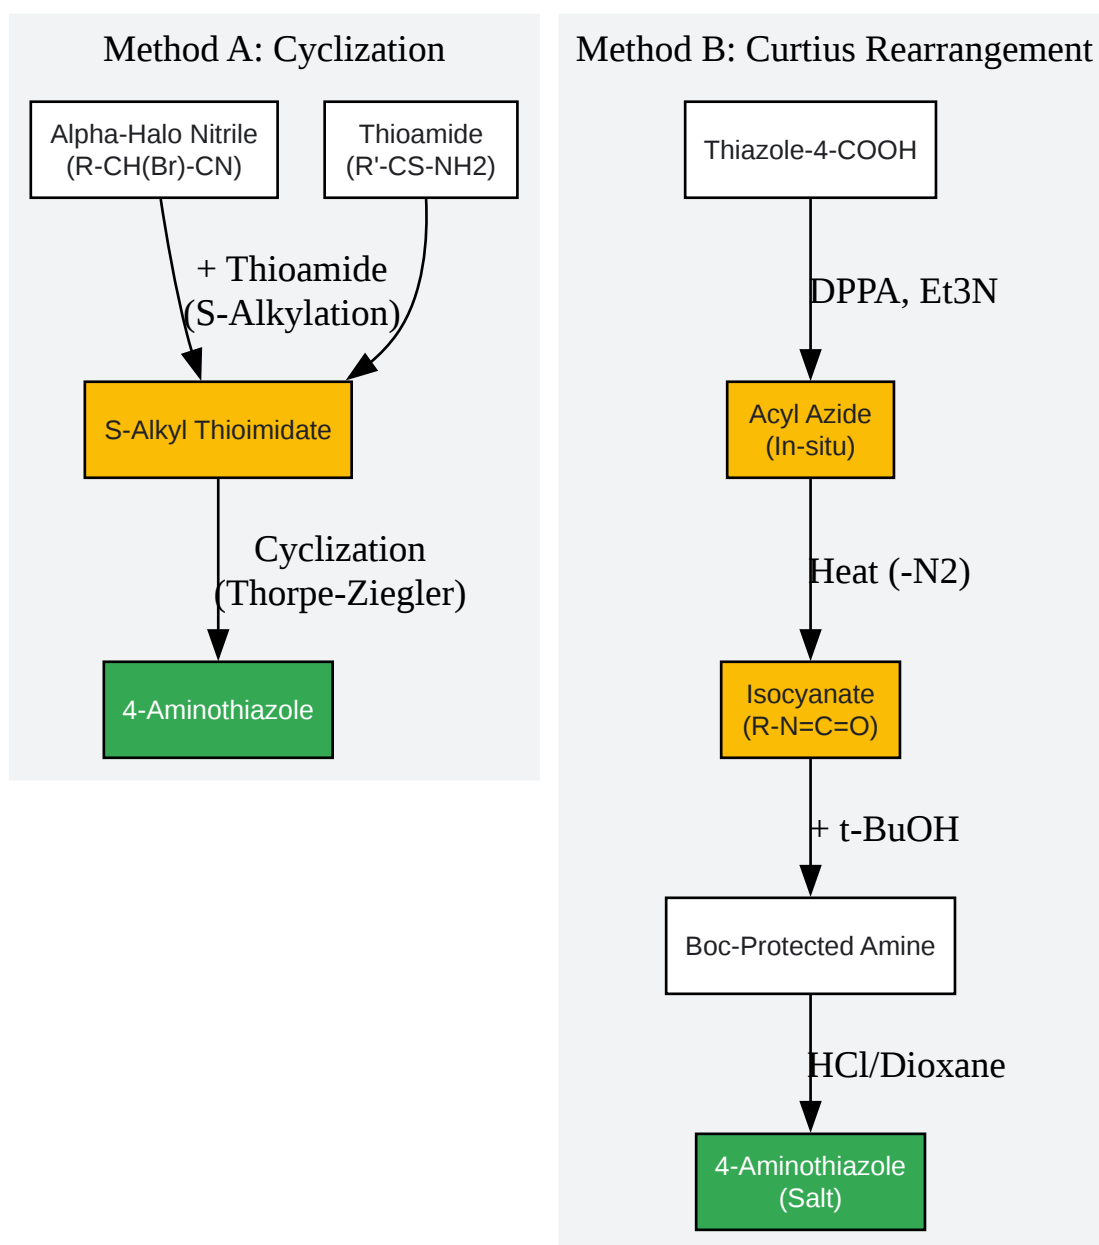 Method A: Cyclization
Alpha-Halo Nitrile
(R-CH(Br)-CN)
Thioamide
(R'-CS-NH2)
+ Thioamide
(S-Alkylation)
S-Alkyl Thioimidate
Cyclization
(Thorpe-Ziegler)
4-Aminothiazole
Method B: Curtius Rearrangement
Thiazole-4-COOH
DPPA, Et3N
Acyl Azide
(In-situ)
Heat (-N2)
Isocyanate
(R-N=C=O)
+ t-BuOH
Boc-Protected Amine
HCl/Dioxane
4-Aminothiazole
(Salt)